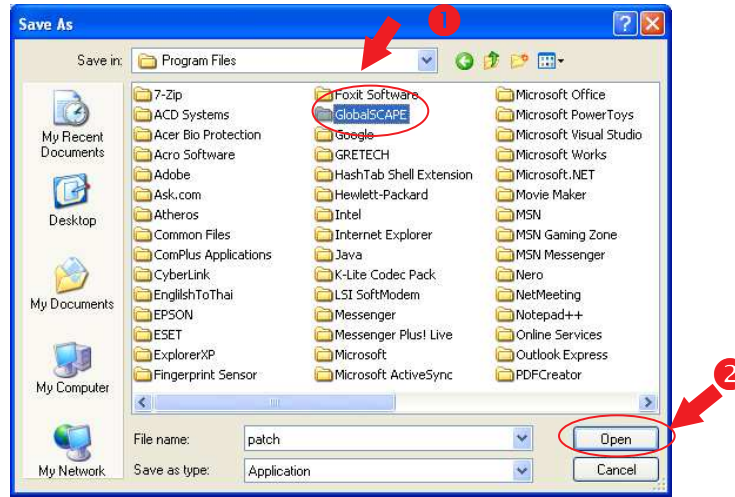 1
Save As
Save in:
Program Files
My Recent
Documents
Desktop
My Documents
My Computer
My Network
7-Zip
ACD Systems
Acer Bio Protection
Acro Software
Adobe
Ask.com
Atheros
Common Files
ComPlus Applications
CyberLink
EnglilshToThai
EPSON
ESET
ExplorerXP
Fingerprint Sensor
Foxit Software
GlobalSCAPE
Google
GRETECH
HashTab Shell Extension
Hewlett-Packard
Intel
Internet Explorer
Java
K-Lite Codec Pack
LSI SoftModem
Messenger
Messenger Plus! Live
Microsoft
Microsoft ActiveSync
Microsoft Office
Microsoft PowerToys
Microsoft Visual Studio
Microsoft Works
Microsoft.NET
Movie Maker
MSN
MSN Gaming Zone
MSN Messenger
Nero
NetMeeting
Notepad++
Online Services
Outlook Express
PDFCreator
2
File name:
patch
Open
Save as type:
Application
Cancel